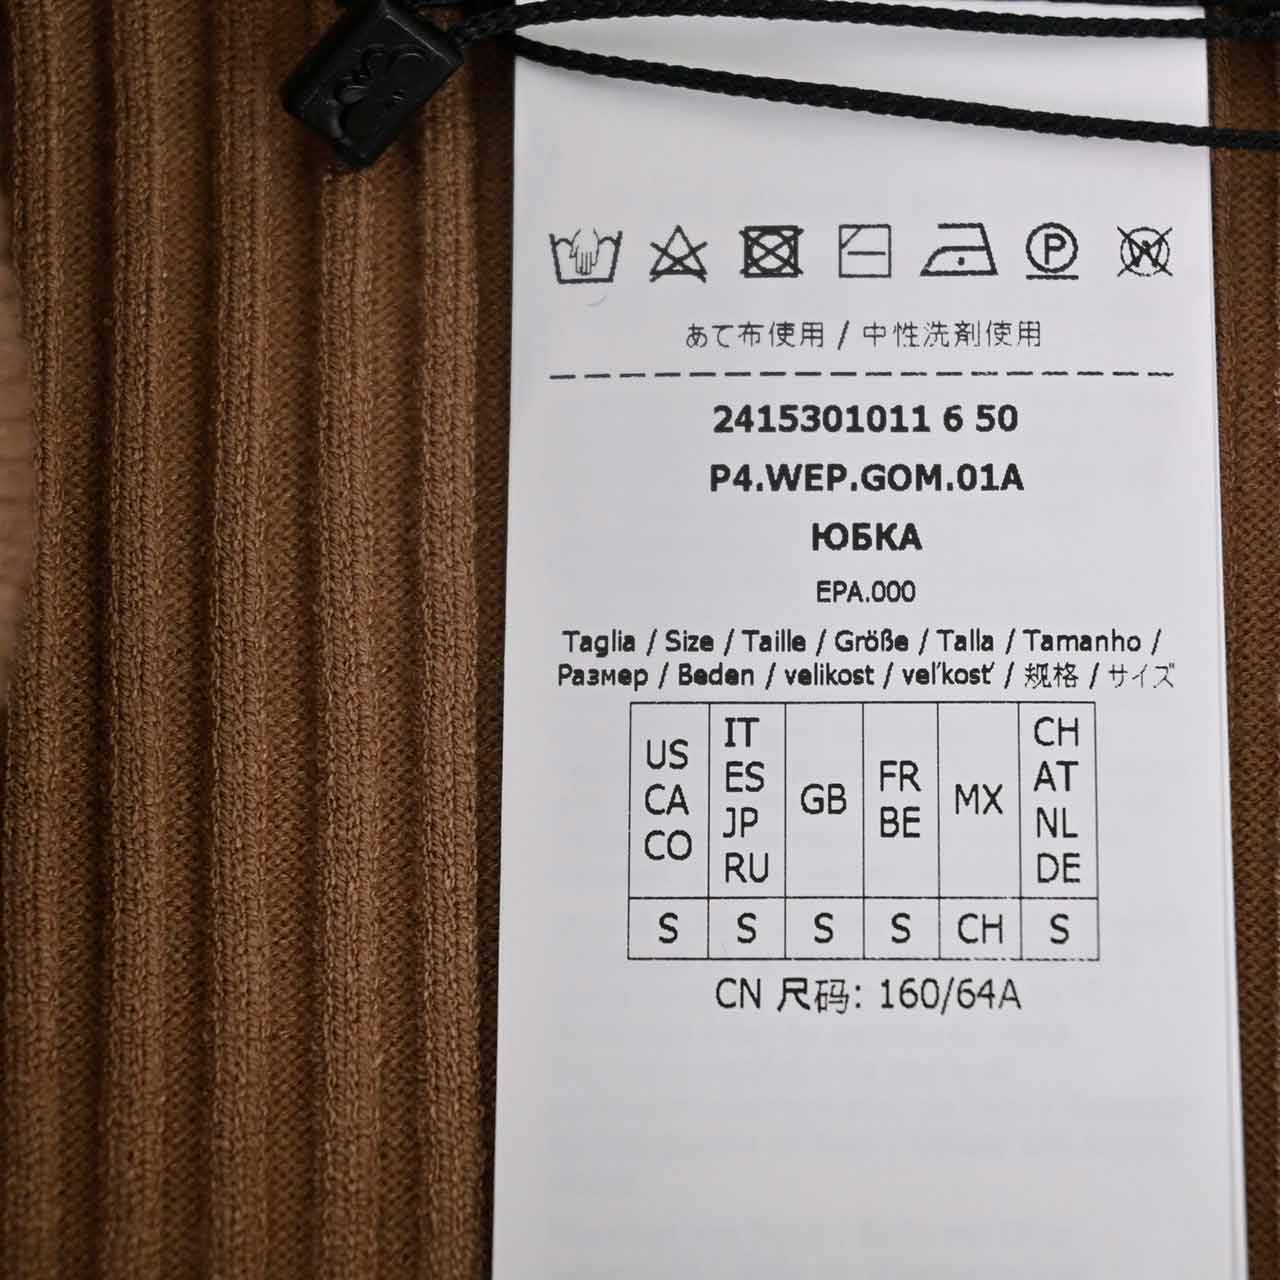 P W
あて布使用 / 中性洗剤使用
2415301011 6 50
P4.WEP.GOM.01A
ЮБКА
EPA.000
Taglia / Size / Taille / Größe / Talla / Tamanho /
Размер / Beden / velikost / veľkosť / 规格 / サイズ
US CA CO
IT ES JP RU
GB
FR BE
MX
CH AT NL DE
S S S S CH S
CN 尺码: 160/64A